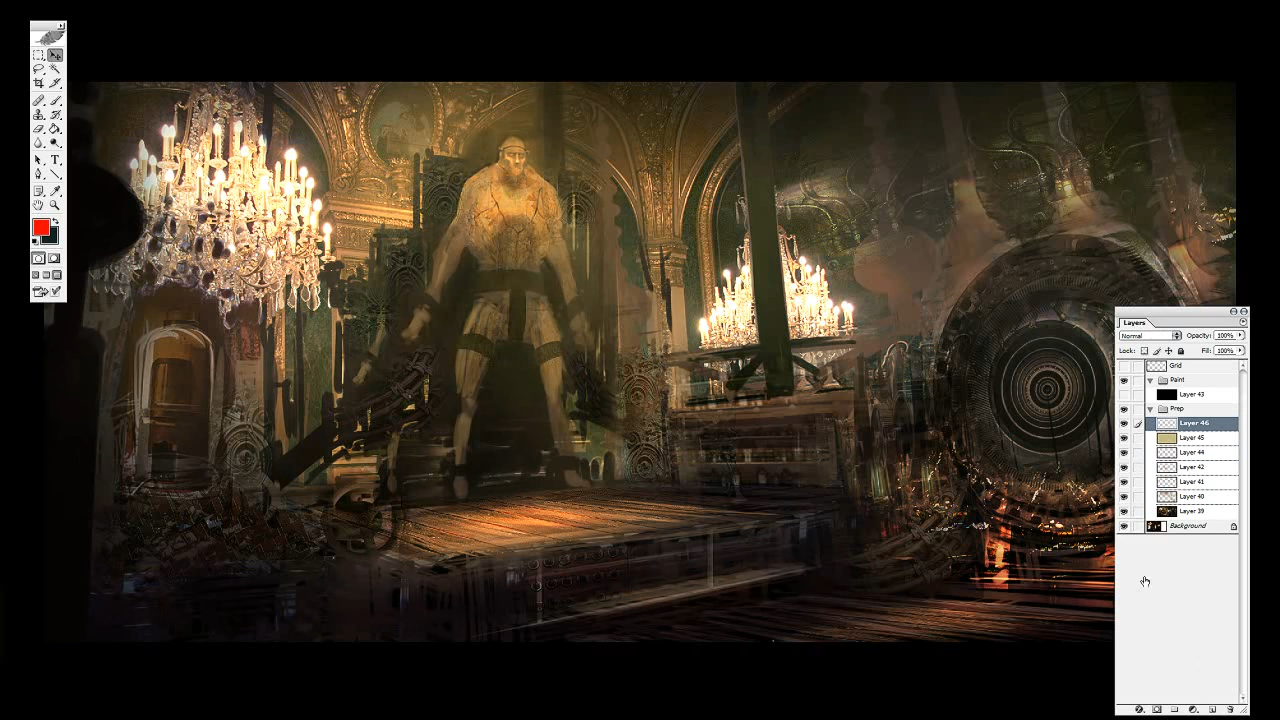 T
Layers
Normal
Opacity: 100%
Lock:
Fill: 100%
Grid
Paint
Layer 43
Prep
Layer 46
Layer 45
Layer 44
Layer 42
Layer 41
Layer 40
Layer 39
Background